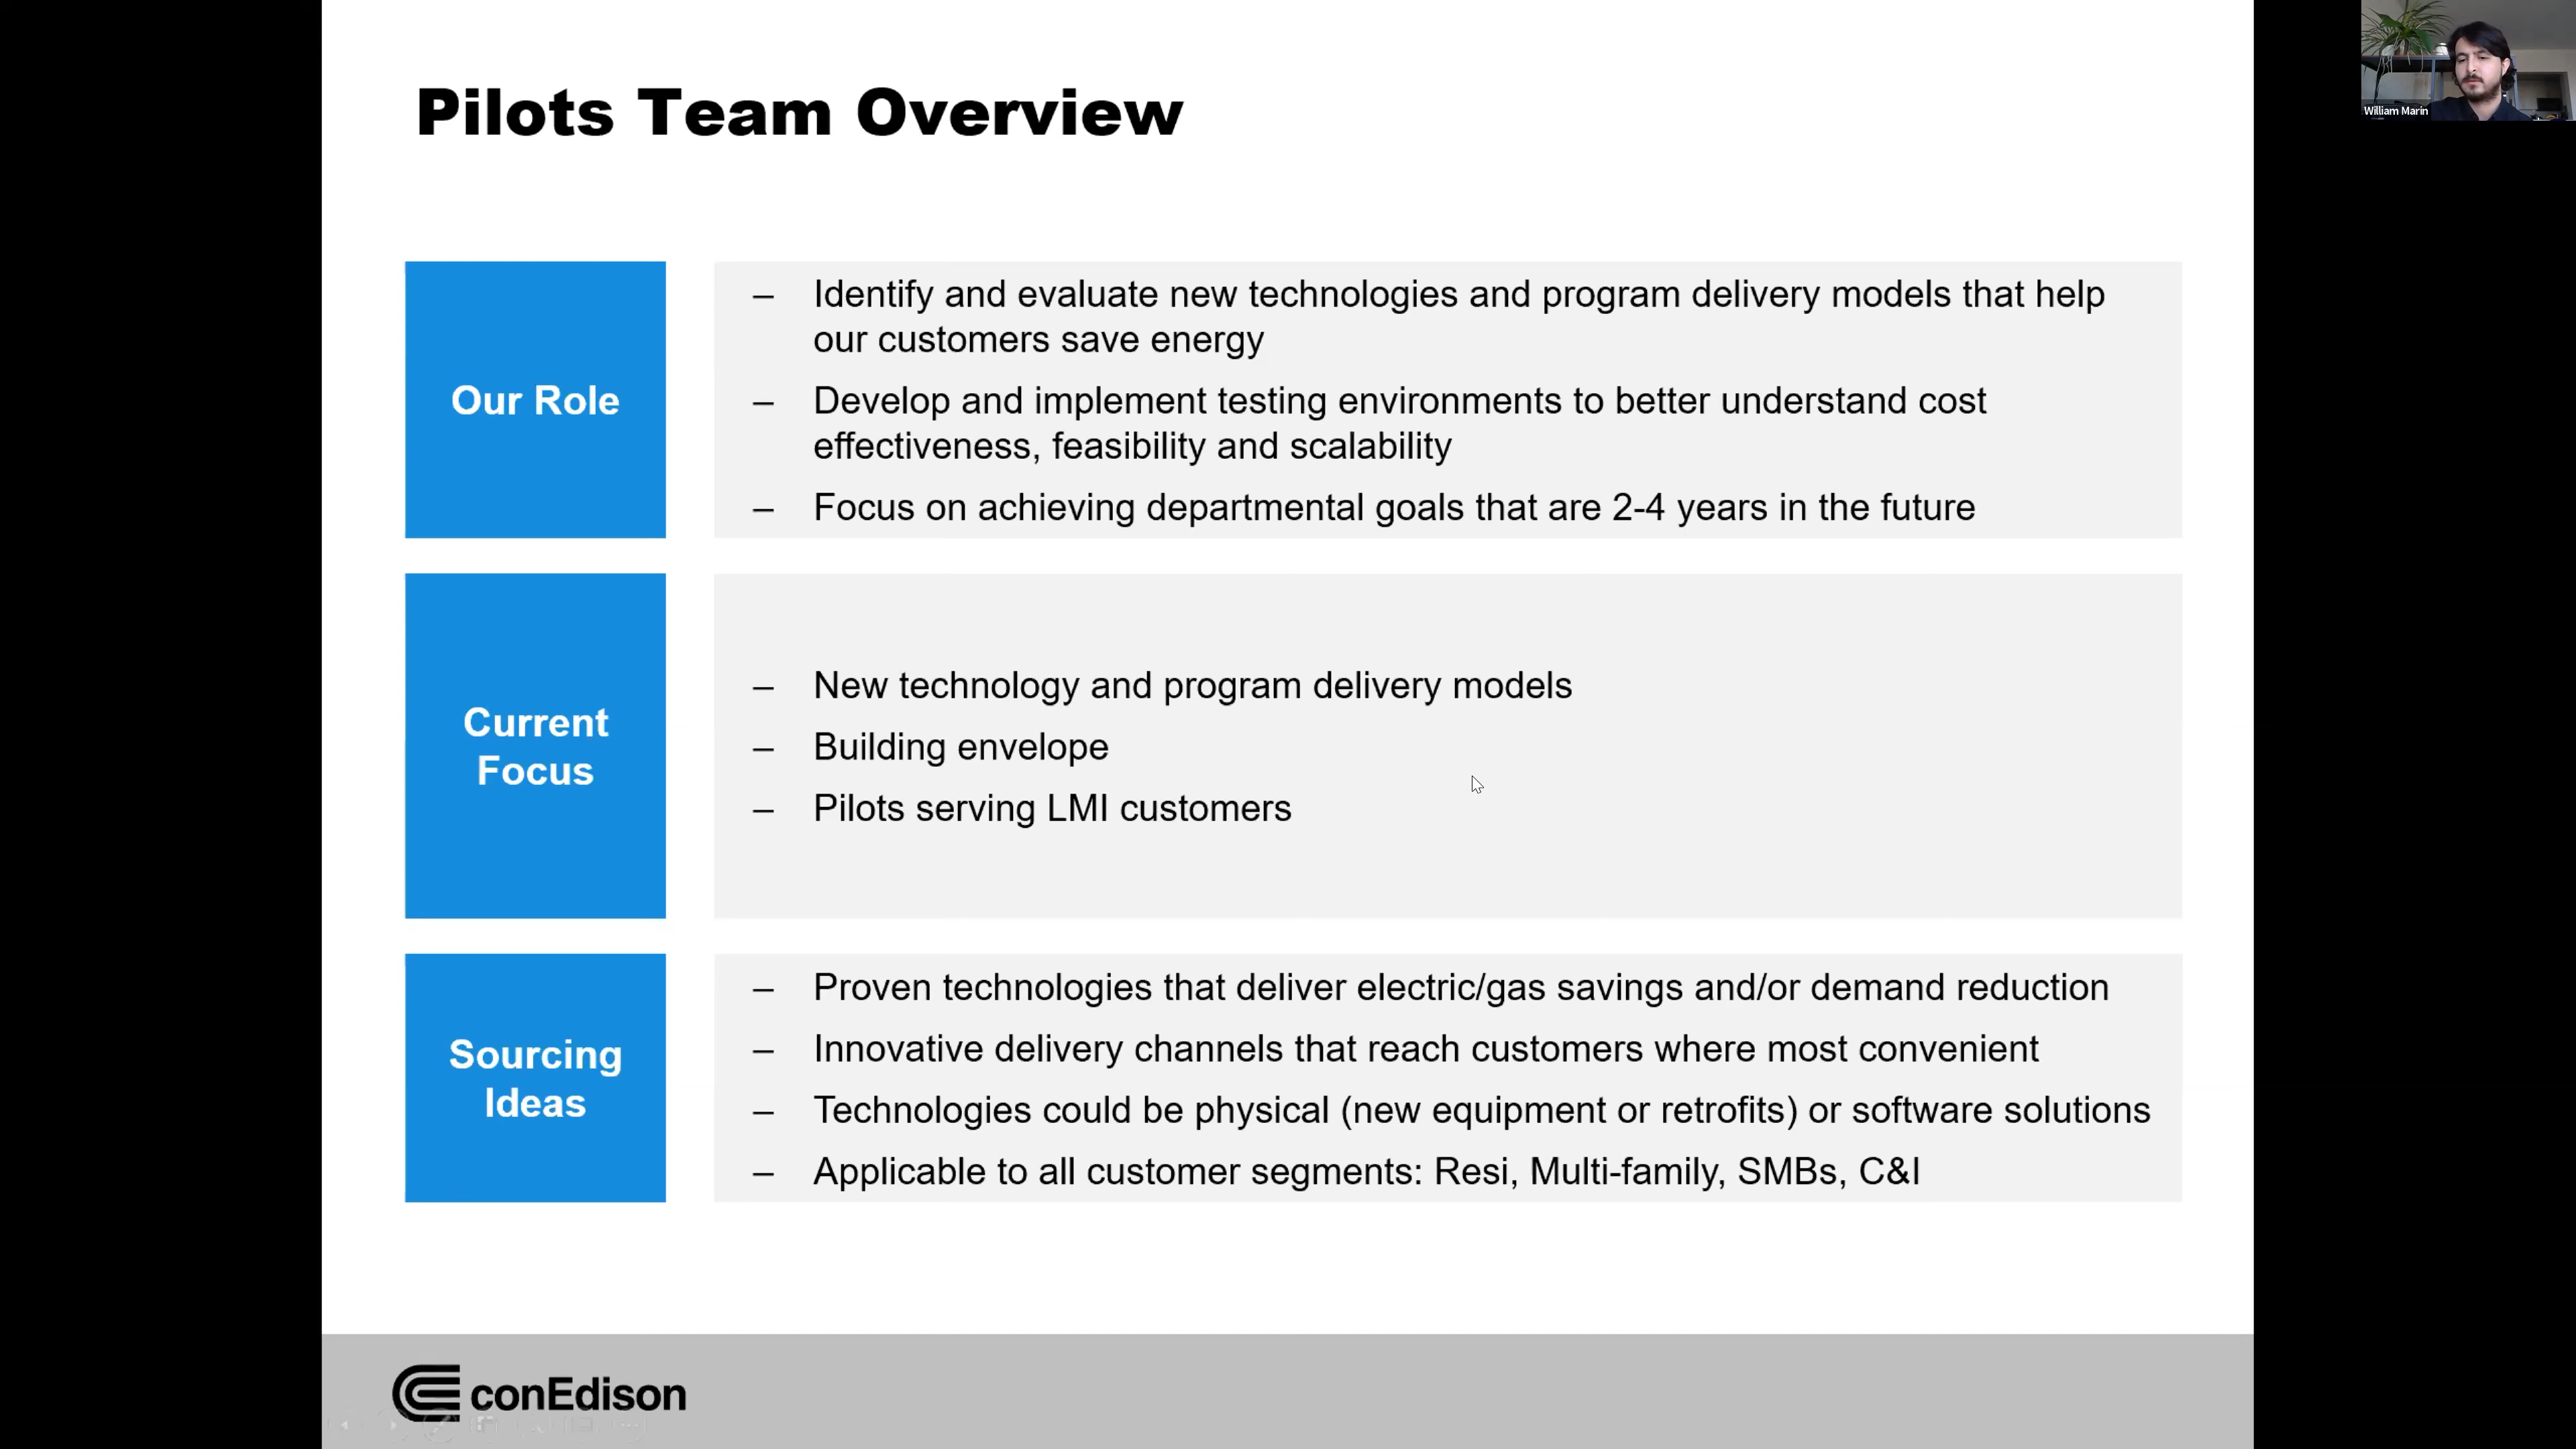 Pilots Team Overview
William Marin
Our Role
– Identify and evaluate new technologies and program delivery models that help
our customers save energy
– Develop and implement testing environments to better understand cost
effectiveness, feasibility and scalability
– Focus on achieving departmental goals that are 2-4 years in the future
Current
Focus
– New technology and program delivery models
– Building envelope
– Pilots serving LMI customers
Sourcing
Ideas
– Proven technologies that deliver electric/gas savings and/or demand reduction
– Innovative delivery channels that reach customers where most convenient
– Technologies could be physical (new equipment or retrofits) or software solutions
– Applicable to all customer segments: Resi, Multi-family, SMBs, C&I
conEdison